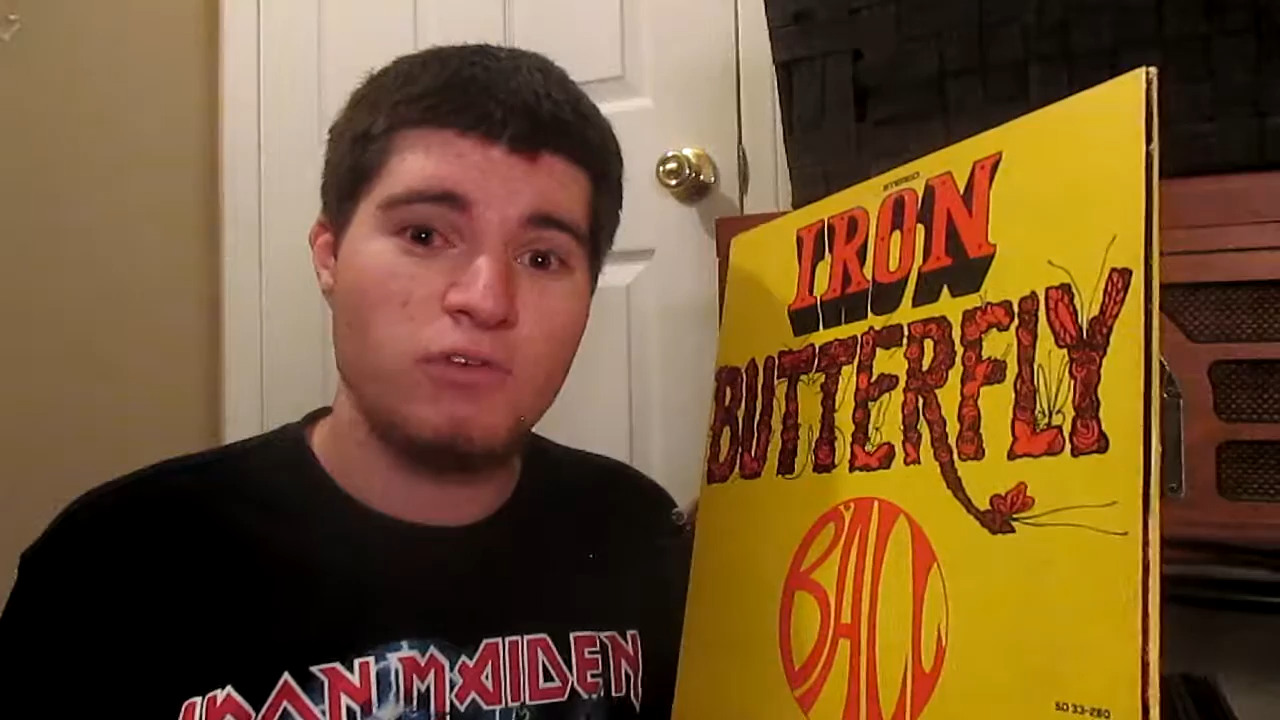 STEREO
IRON
BUTTERFLY
BALL
SD 33-280
IRON MAIDEN